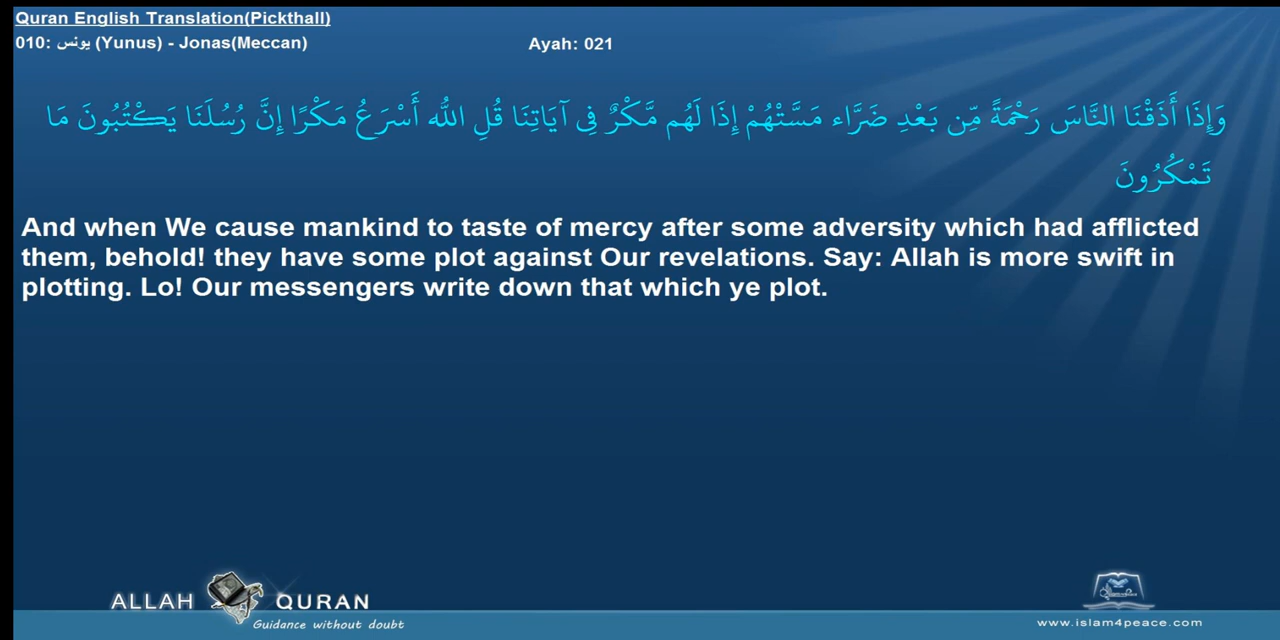 Quran English Translation(Pickthall)
010: يونس (Yunus) - Jonas(Meccan)
Ayah: 021
وَإِذَا أَذَقْنَا النَّاسَ رَحْمَةً مِّن بَعْدِ ضَرَّاء مَسَّتْهُمْ إِذَا لَهُم مَّكْرٌ فِي آيَاتِنَا قُلِ اللّهُ أَسْرَعُ مَكْرًا إِنَّ رُسُلَنَا يَكْتُبُونَ مَا
تَمْكُرُونَ
And when We cause mankind to taste of mercy after some adversity which had afflicted
them, behold! they have some plot against Our revelations. Say: Allah is more swift in
plotting. Lo! Our messengers write down that which ye plot.
ALLAH QURAN
Guidance without doubt
www.islam4peace.com